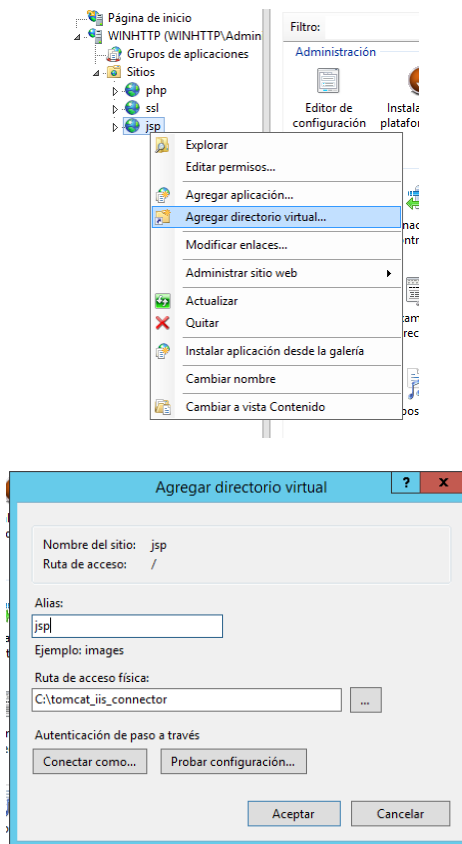 Página de inicio
WINHTTP (WINHTTP\Admin
Grupos de aplicaciones
Sitios
php
ssl
jsp
Filtro:
Administración
Editor de
configuración
Explorar
Editar permisos...
Agregar aplicación...
Agregar directorio virtual...
Modificar enlaces...
Administrar sitio web
Actualizar
Quitar
Instalar aplicación desde la galería
Cambiar nombre
Cambiar a vista Contenido
Agregar directorio virtual
? x
Nombre del sitio: jsp
Ruta de acceso: /
Alias:
jsp
Ejemplo: images
Ruta de acceso física:
C:\tomcat_iis_connector
...
Autenticación de paso a través
Conectar como... Probar configuración...
Aceptar Cancelar